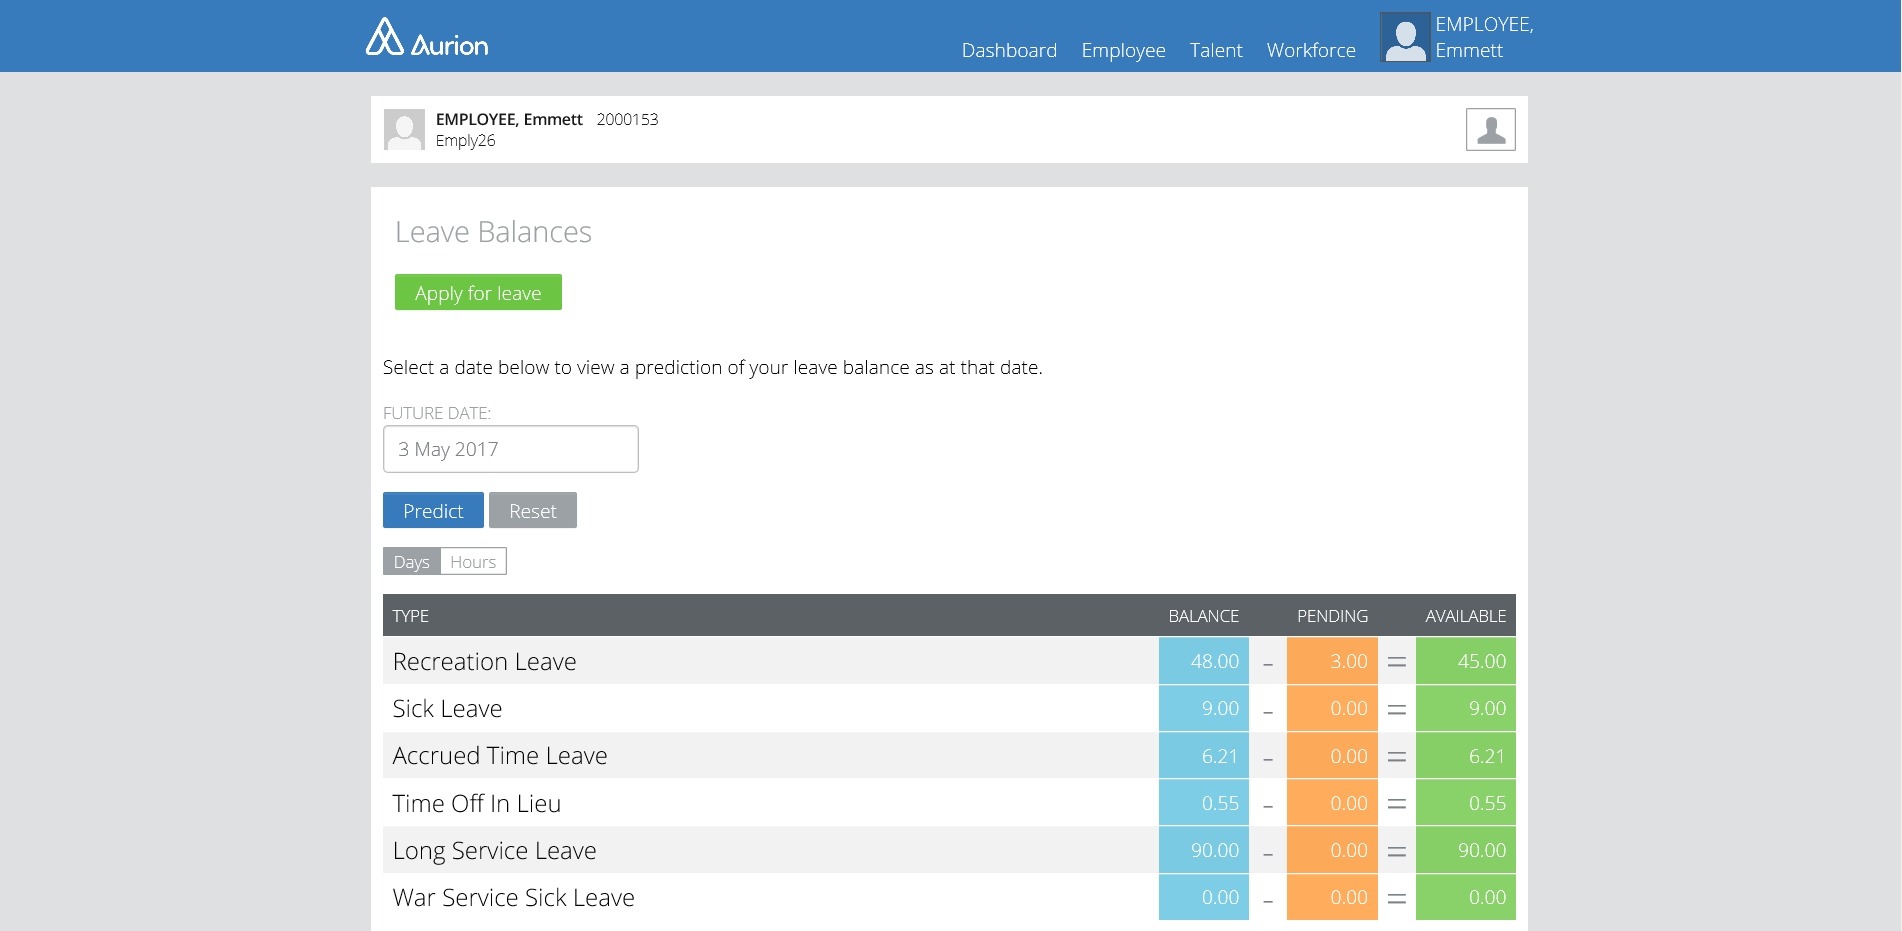 Aurion
Dashboard Employee Talent Workforce EMPLOYEE,
Emmett
EMPLOYEE, Emmett 2000153
Emply26
Leave Balances
Apply for leave
Select a date below to view a prediction of your leave balance as at that date.
FUTURE DATE:
3 May 2017
Predict Reset
Days Hours
TYPE BALANCE PENDING AVAILABLE
Recreation Leave 48.00 - 3.00 = 45.00
Sick Leave 9.00 - 0.00 = 9.00
Accrued Time Leave 6.21 - 0.00 = 6.21
Time Off In Lieu 0.55 - 0.00 = 0.55
Long Service Leave 90.00 - 0.00 = 90.00
War Service Sick Leave 0.00 - 0.00 = 0.00